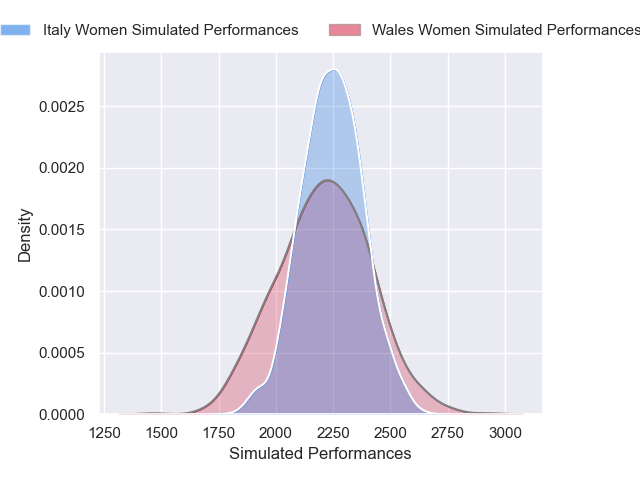 Italy Women Simulated Performances Wales Women Simulated Performances
0.0025
0.0020
0.0015
0.0010
0.0005
0.0000
Density
1250 1500 1750 2000 2250 2500 2750 3000
Simulated Performances